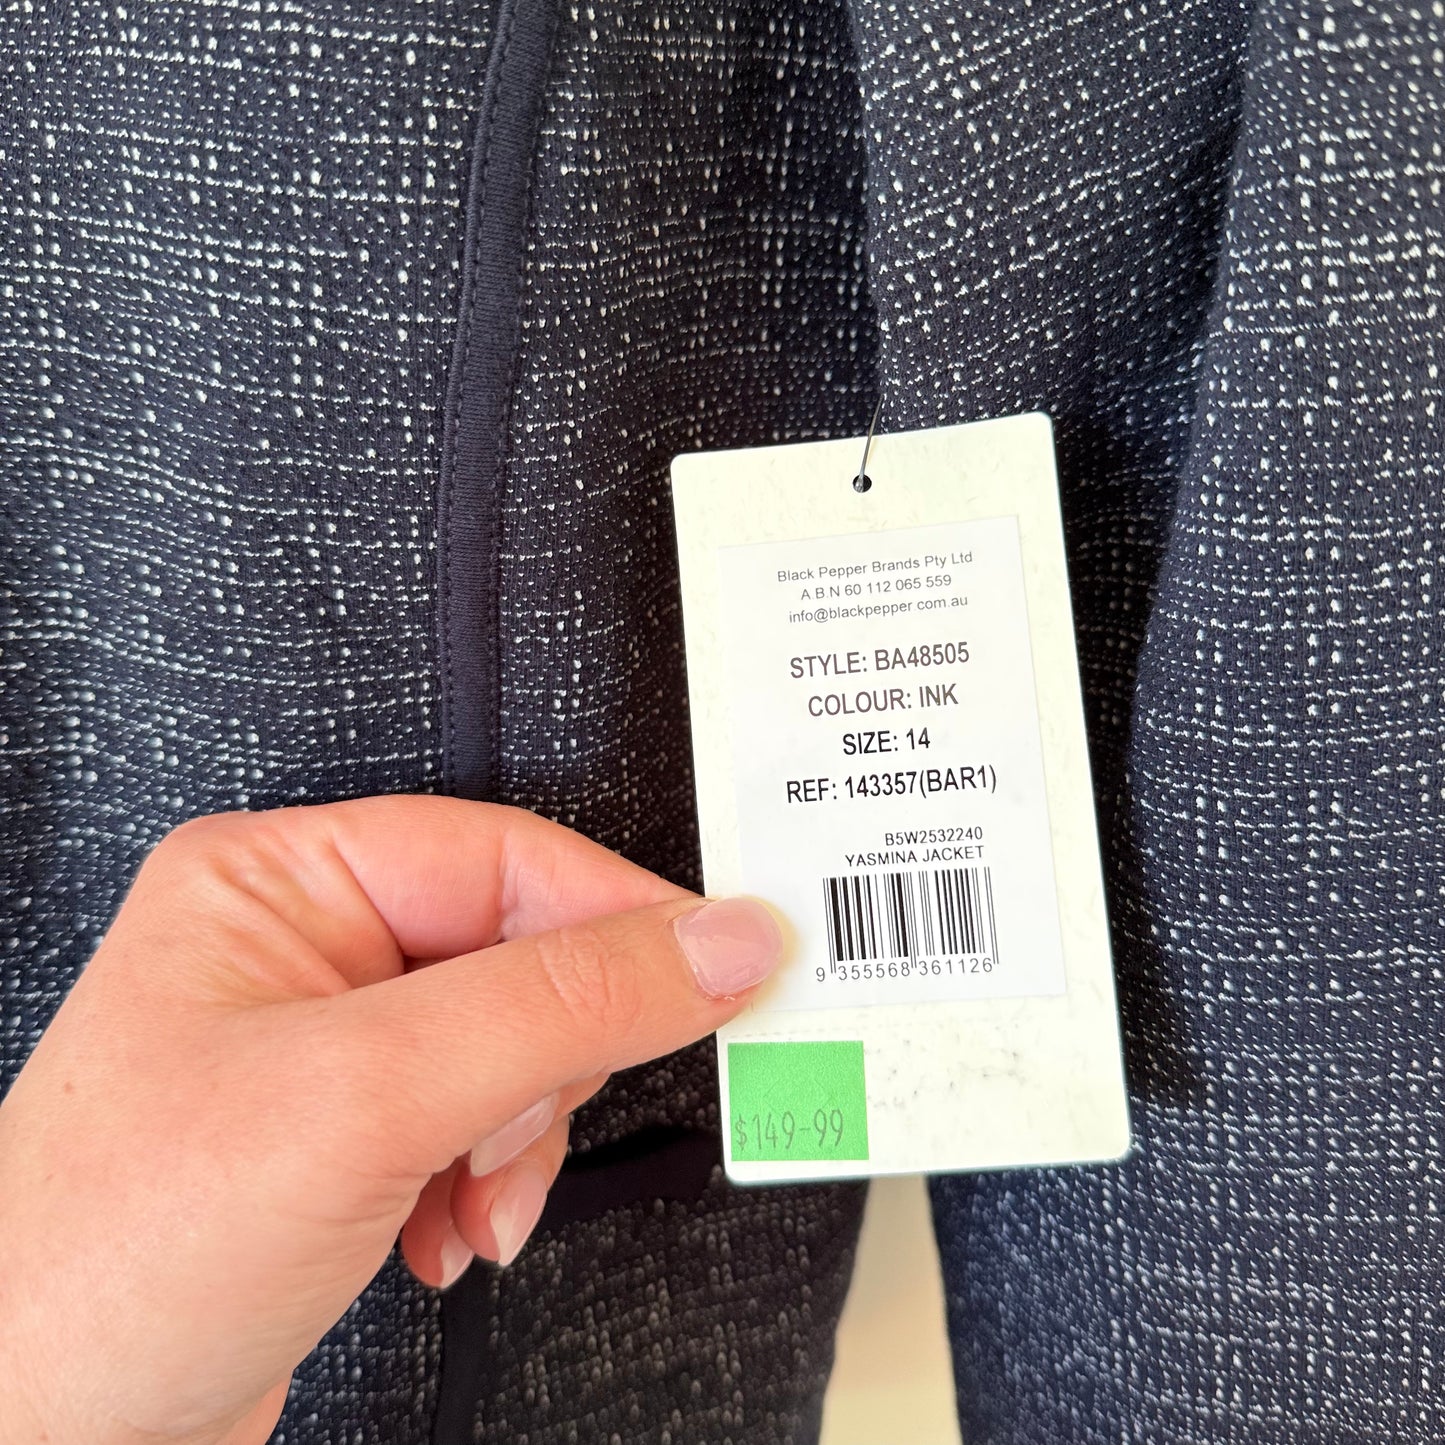 Black Pepper Brands Pty Ltd
A.B.N 60 112 065 559
info@blackpepper.com.au
STYLE: BA48505
COLOUR: INK
SIZE: 14
REF: 143357(BAR1)
B5W2532240
YASMINA JACKET
9 355568 361126
$149-99